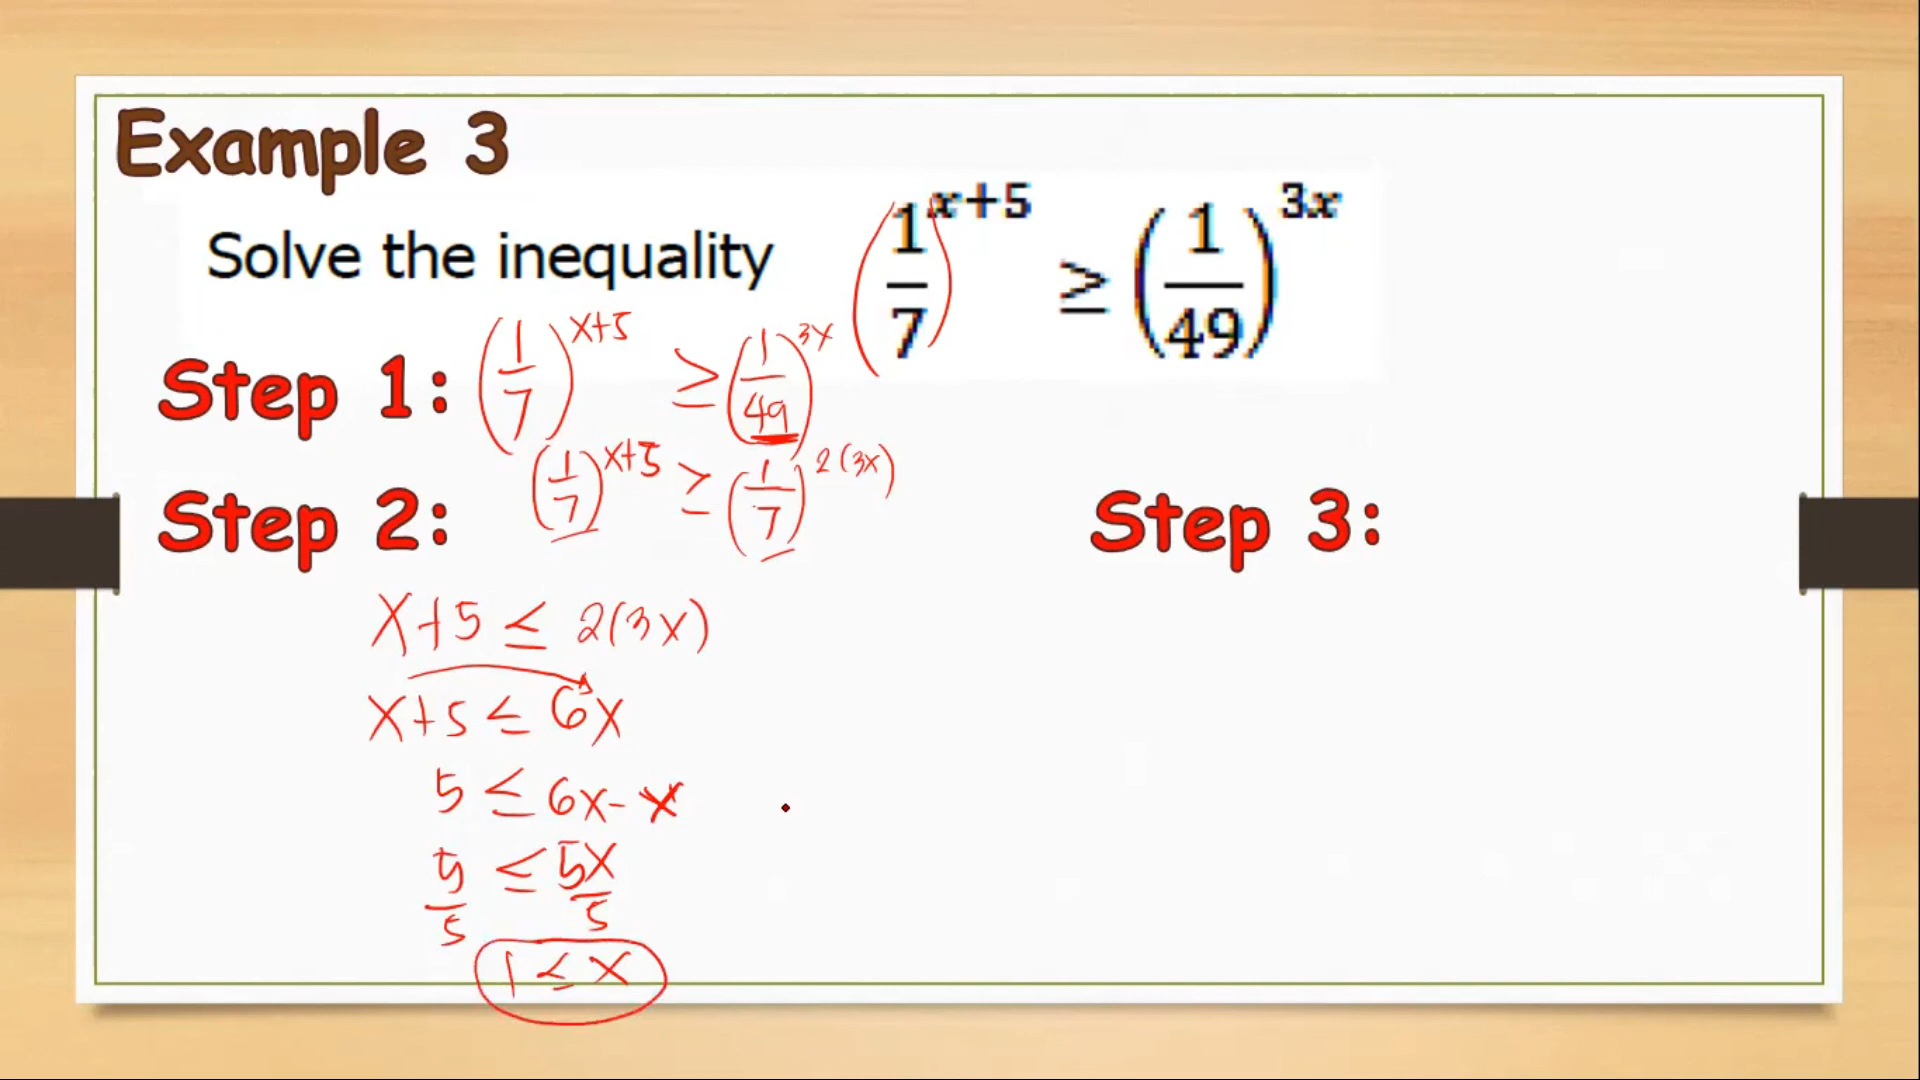 Example 3
Solve the inequality (1/7)^x+5 ≥ (1/49)^3x
Step 1: (1/7)^x+5 ≥ (1/49)^3x
(1/7)^x+5 ≥ (1/7)^2(3x)
Step 2:
x+5 ≤ 2(3x)
x+5 ≤ 6x
5 ≤ 6x-x
5/5 ≤ 5x/5
1 ≤ x
Step 3: